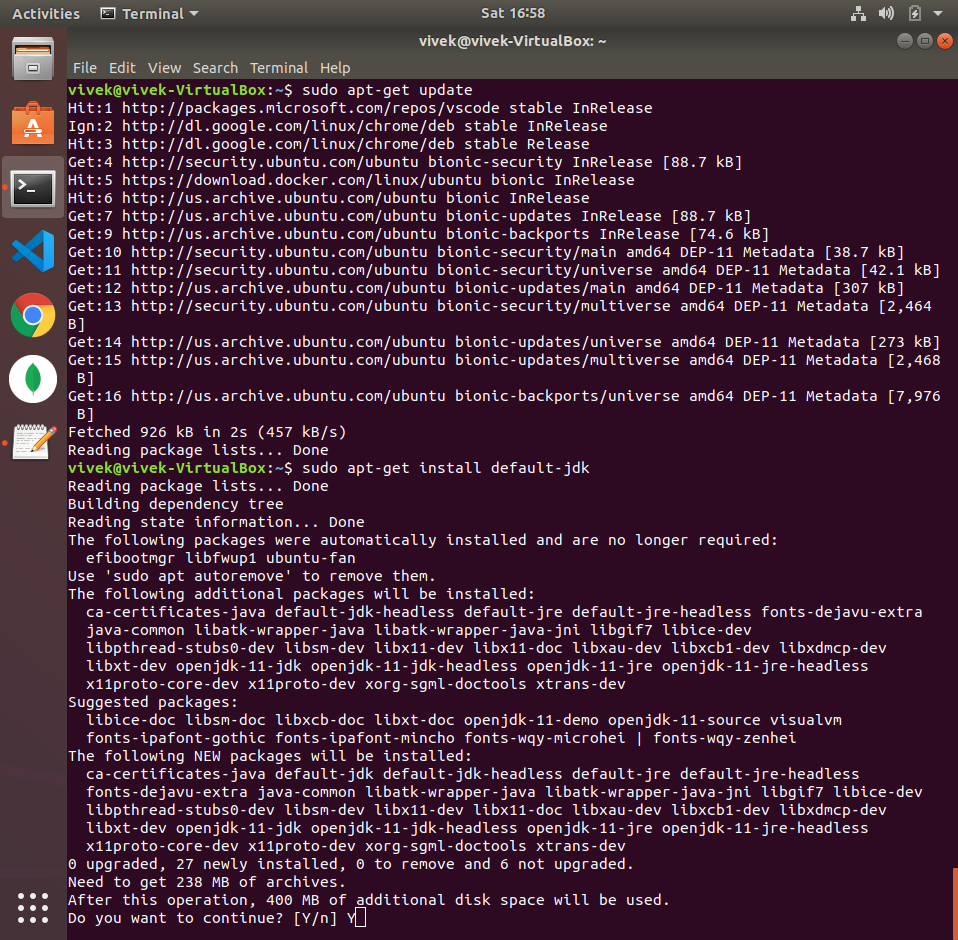 Activities Terminal Sat 16:58
vivek@vivek-VirtualBox: ~
File Edit View Search Terminal Help
vivek@vivek-VirtualBox:~$ sudo apt-get update
Hit:1 http://packages.microsoft.com/repos/vscode stable InRelease
Ign:2 http://dl.google.com/linux/chrome/deb stable InRelease
Hit:3 http://dl.google.com/linux/chrome/deb stable Release
Get:4 http://security.ubuntu.com/ubuntu bionic-security InRelease [88.7 kB]
Hit:5 https://download.docker.com/linux/ubuntu bionic InRelease
Hit:6 http://us.archive.ubuntu.com/ubuntu bionic InRelease
Get:7 http://us.archive.ubuntu.com/ubuntu bionic-updates InRelease [88.7 kB]
Get:9 http://us.archive.ubuntu.com/ubuntu bionic-backports InRelease [74.6 kB]
Get:10 http://security.ubuntu.com/ubuntu bionic-security/main amd64 DEP-11 Metadata [38.7 kB]
Get:11 http://security.ubuntu.com/ubuntu bionic-security/universe amd64 DEP-11 Metadata [42.1 kB]
Get:12 http://us.archive.ubuntu.com/ubuntu bionic-updates/main amd64 DEP-11 Metadata [307 kB]
Get:13 http://security.ubuntu.com/ubuntu bionic-security/multiverse amd64 DEP-11 Metadata [2,464
B]
Get:14 http://us.archive.ubuntu.com/ubuntu bionic-updates/universe amd64 DEP-11 Metadata [273 kB]
Get:15 http://us.archive.ubuntu.com/ubuntu bionic-updates/multiverse amd64 DEP-11 Metadata [2,468
B]
Get:16 http://us.archive.ubuntu.com/ubuntu bionic-backports/universe amd64 DEP-11 Metadata [7,976
B]
Fetched 926 kB in 2s (457 kB/s)
Reading package lists... Done
vivek@vivek-VirtualBox:~$ sudo apt-get install default-jdk
Reading package lists... Done
Building dependency tree
Reading state information... Done
The following packages were automatically installed and are no longer required:
efibootmgr libfwup1 ubuntu-fan
Use 'sudo apt autoremove' to remove them.
The following additional packages will be installed:
ca-certificates-java default-jdk-headless default-jre default-jre-headless fonts-dejavu-extra
java-common libatk-wrapper-java libatk-wrapper-java-jni libgif7 libice-dev
libpthread-stubs0-dev libsm-dev libx11-dev libx11-doc libxau-dev libxcb1-dev libxdmcp-dev
libxt-dev openjdk-11-jdk openjdk-11-jdk-headless openjdk-11-jre openjdk-11-jre-headless
x11proto-core-dev x11proto-dev xorg-sgml-doctools xtrans-dev
Suggested packages:
libice-doc libsm-doc libxcb-doc libxt-doc openjdk-11-demo openjdk-11-source visualvm
fonts-ipafont-gothic fonts-ipafont-mincho fonts-wqy-microhei | fonts-wqy-zenhei
The following NEW packages will be installed:
ca-certificates-java default-jdk default-jdk-headless default-jre default-jre-headless
fonts-dejavu-extra java-common libatk-wrapper-java libatk-wrapper-java-jni libgif7 libice-dev
libpthread-stubs0-dev libsm-dev libx11-dev libx11-doc libxau-dev libxcb1-dev libxdmcp-dev
libxt-dev openjdk-11-jdk openjdk-11-jdk-headless openjdk-11-jre openjdk-11-jre-headless
x11proto-core-dev x11proto-dev xorg-sgml-doctools xtrans-dev
0 upgraded, 27 newly installed, 0 to remove and 6 not upgraded.
Need to get 238 MB of archives.
After this operation, 400 MB of additional disk space will be used.
Do you want to continue? [Y/n] Y